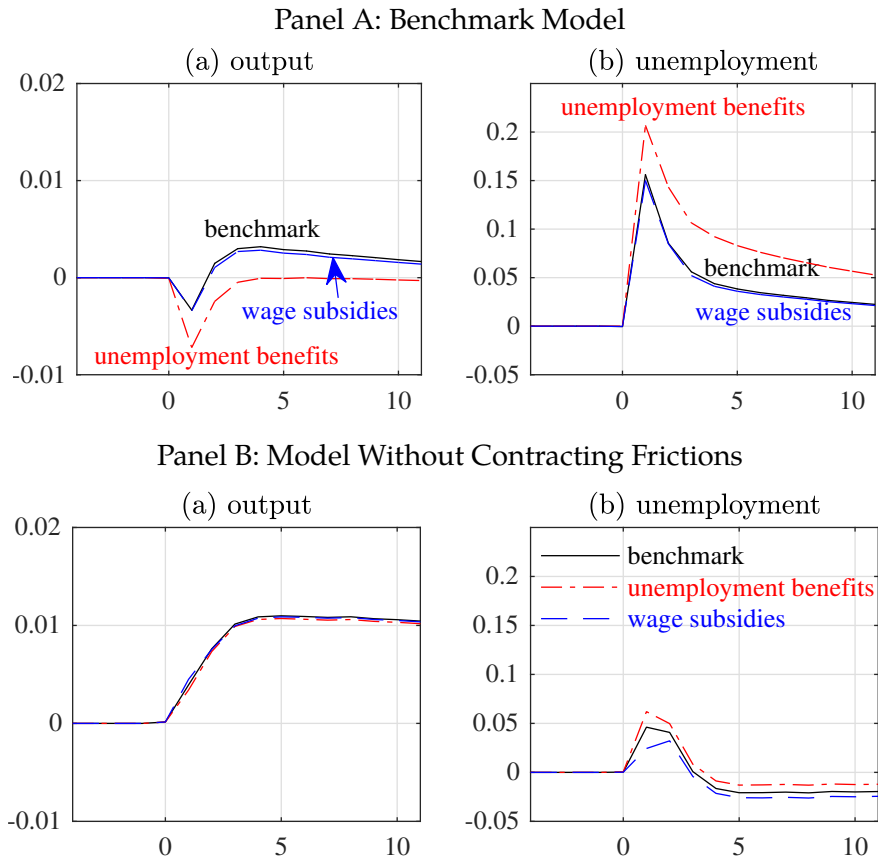 Panel A: Benchmark Model
(a) output
(b) unemployment
0.02
0.01
0
-0.01
0
5
10
benchmark
wage subsidies
unemployment benefits
0.2
0.15
0.1
0.05
0
-0.05
0
5
10
unemployment benefits
benchmark
wage subsidies
Panel B: Model Without Contracting Frictions
(a) output
(b) unemployment
0.02
0.01
0
-0.01
0
5
10
0.2
0.15
0.1
0.05
0
-0.05
0
5
10
benchmark
unemployment benefits
wage subsidies